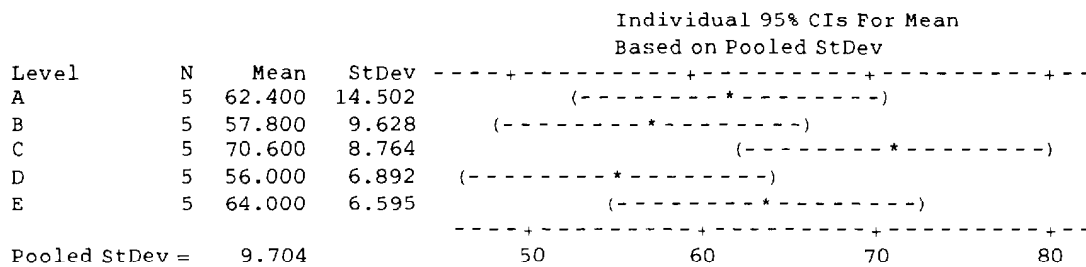 Individual 95% CIs For Mean
Based on Pooled StDev
Level N Mean StDev ----+---------+---------+---------+--
A 5 62.400 14.502 (--------*--------)
B 5 57.800 9.628 (--------*--------)
C 5 70.600 8.764 (--------*--------)
D 5 56.000 6.892 (--------*--------)
E 5 64.000 6.595 (--------*--------)
----+---------+---------+---------+--
Pooled StDev = 9.704 50 60 70 80